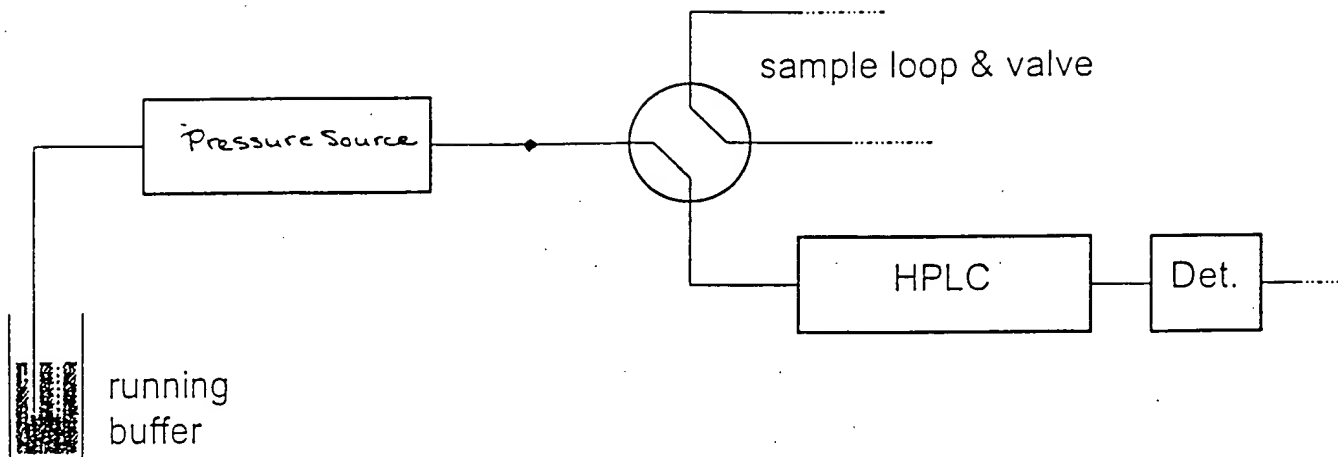 sample loop & valve
Pressure Source
HPLC
Det.
running
buffer